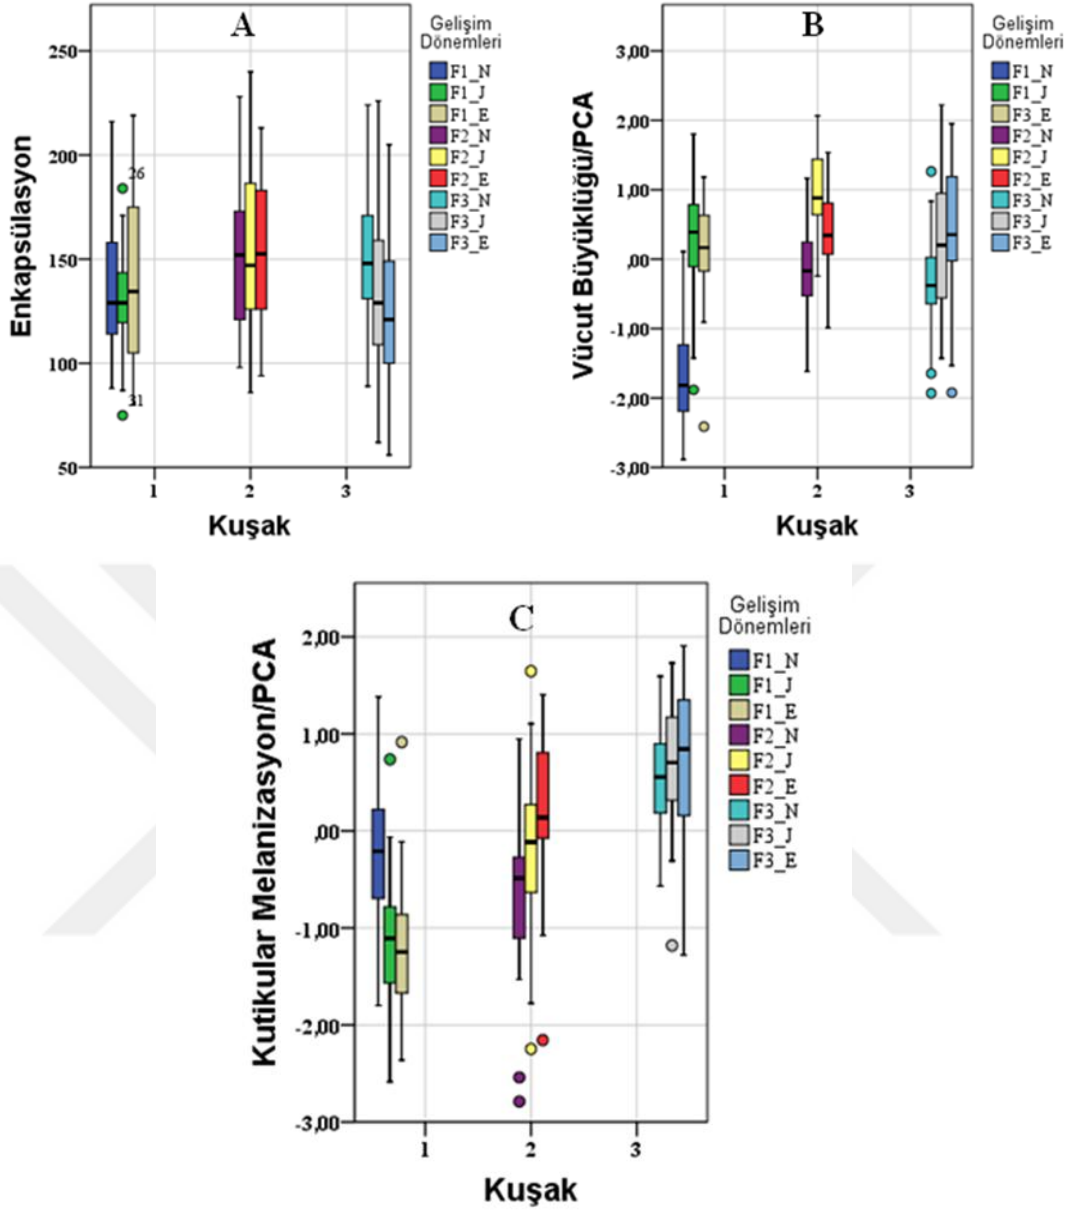 A
Enkapsülasyon
250
200
150
100
50
26
31
1
2
3
Kuşak
Gelişim
Dönemleri
F1_N
F1_J
F1_E
F2_N
F2_J
F2_E
F3_N
F3_J
F3_E
B
Vücut Büyüklüğü/PCA
3,00
2,00
1,00
,00
-1,00
-2,00
-3,00
1
2
3
Kuşak
Gelişim
Dönemleri
F1_N
F1_J
F3_E
F2_N
F2_J
F2_E
F3_N
F3_J
F3_E
C
Kutikular Melanizasyon/PCA
2,00
1,00
,00
-1,00
-2,00
-3,00
1
2
3
Kuşak
Gelişim
Dönemleri
F1_N
F1_J
F1_E
F2_N
F2_J
F2_E
F3_N
F3_J
F3_E